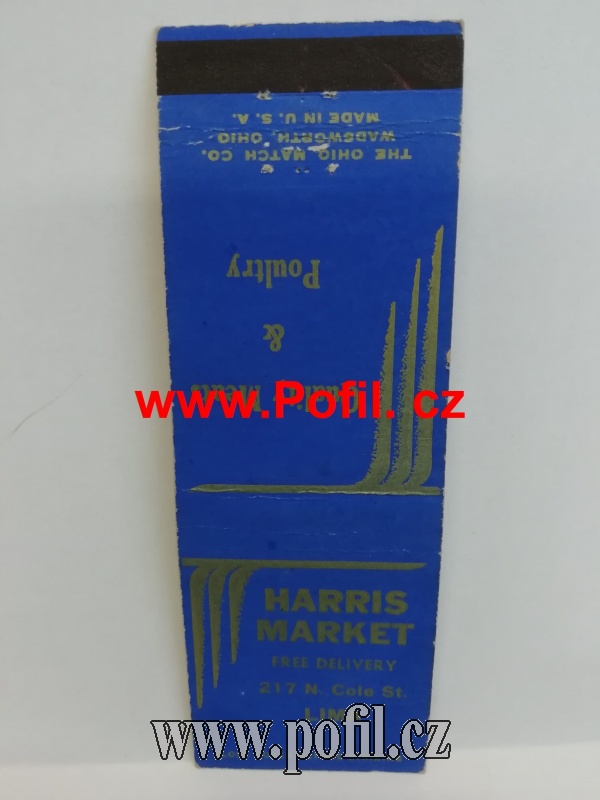 THE OHIO MATCH CO.
WADSWORTH, OHIO
MADE IN U. S. A.
Meats
&
Poultry
www.Pofil. cz
HARRIS
MARKET
FREE DELIVERY
217 N. Cole St.
www.pofil.cz